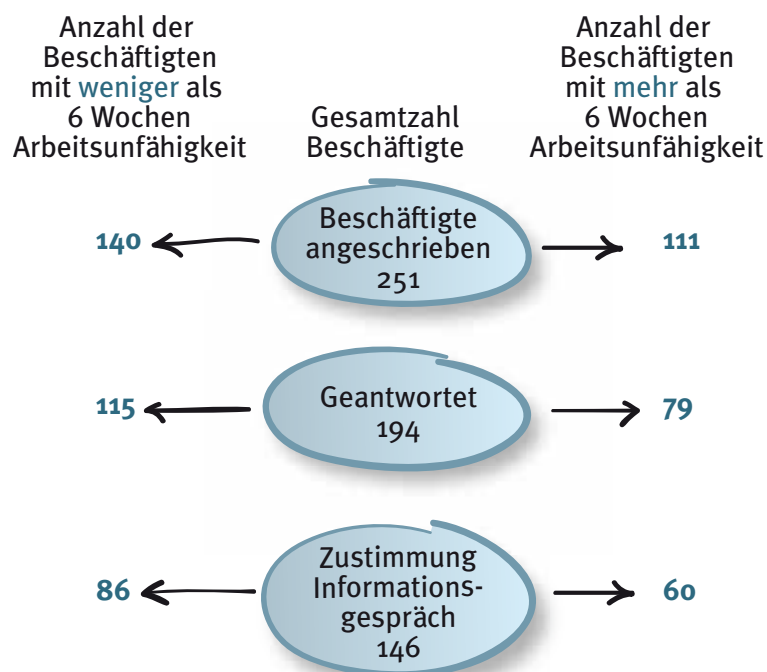 Anzahl der
Beschäftigten
mit weniger als
6 Wochen
Arbeitsunfähigkeit
Gesamtzahl
Beschäftigte
Anzahl der
Beschäftigten
mit mehr als
6 Wochen
Arbeitsunfähigkeit
140
Beschäftigte
angeschrieben
251
111
115
Geantwortet
194
79
86
Zustimmung
Informations-
gespräch
146
60